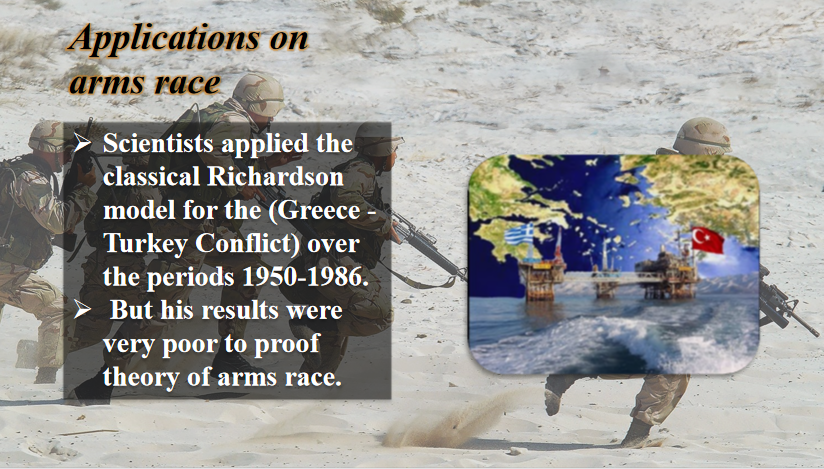 Applications on
arms race
➢ Scientists applied the
classical Richardson
model for the (Greece -
Turkey Conflict) over
the periods 1950-1986.
➢ But his results were
very poor to proof
theory of arms race.